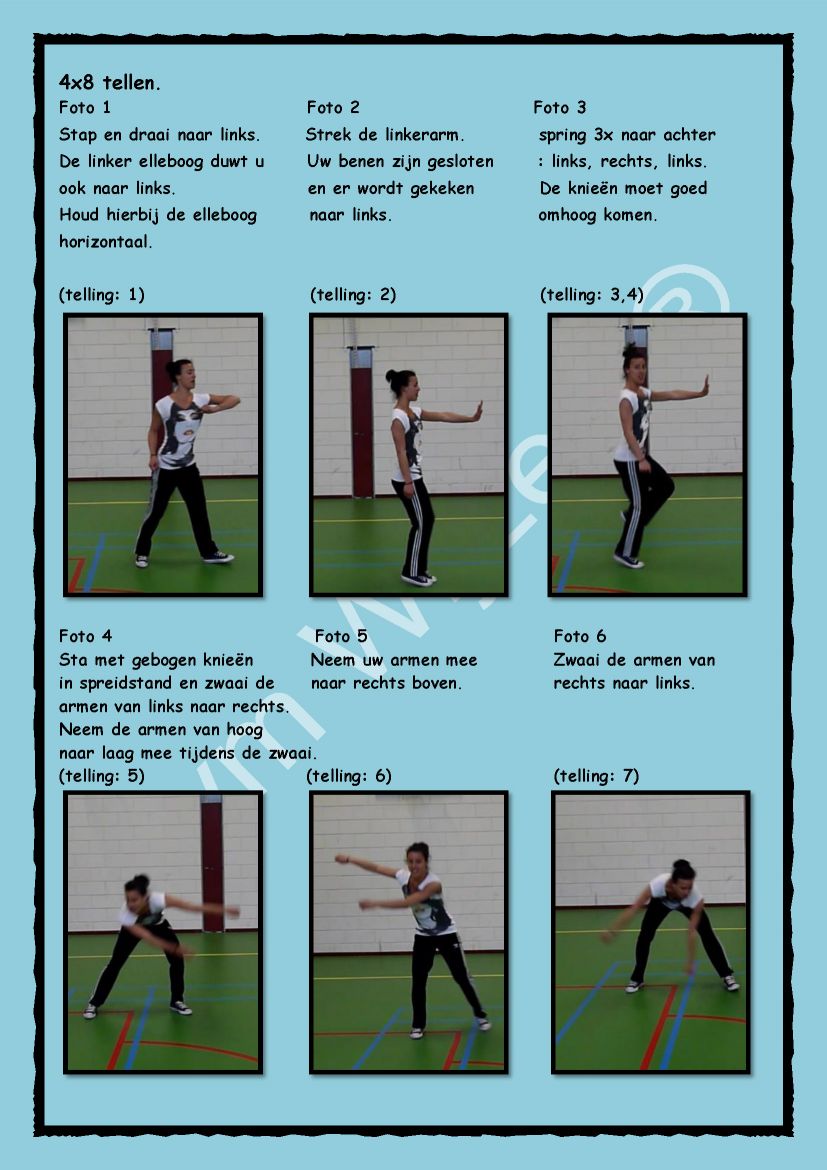 4x8 tellen.
Foto 1
Stap en draai naar links.
De linker elleboog duwt u
ook naar links.
Houd hierbij de elleboog
horizontaal.
(telling: 1)
Foto 2
Strek de linkerarm.
Uw benen zijn gesloten
en er wordt gekeken
naar links.
(telling: 2)
Foto 3
spring 3x naar achter
: links, rechts, links.
De knieën moet goed
omhoog komen.
(telling: 3,4)
Foto 4
Sta met gebogen knieën
in spreidstand en zwaai de
armen van links naar rechts.
Neem de armen van hoog
naar laag mee tijdens de zwaai.
(telling: 5)
Foto 5
Neem uw armen mee
naar rechts boven.
(telling: 6)
Foto 6
Zwaai de armen van
rechts naar links.
(telling: 7)